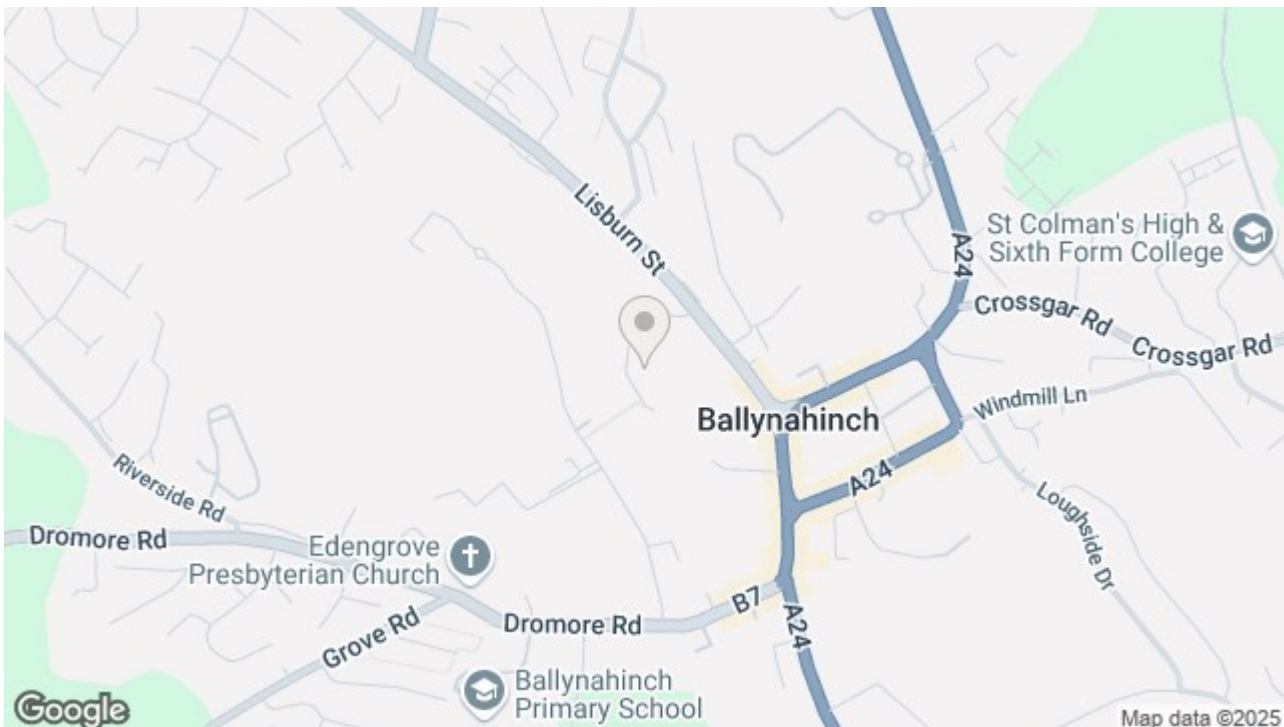 Lisburn St
St Colman's High &
Sixth Form College
A24
Crossgar Rd
Crossgar Rd
Windmill Ln
Ballynahinch
A24
Loughside Dr
Riverside Rd
Dromore Rd
Edengrove
Presbyterian Church
B7
A24
Dromore Rd
Grove Rd
Ballynahinch
Primary School
Google
Map data ©2025